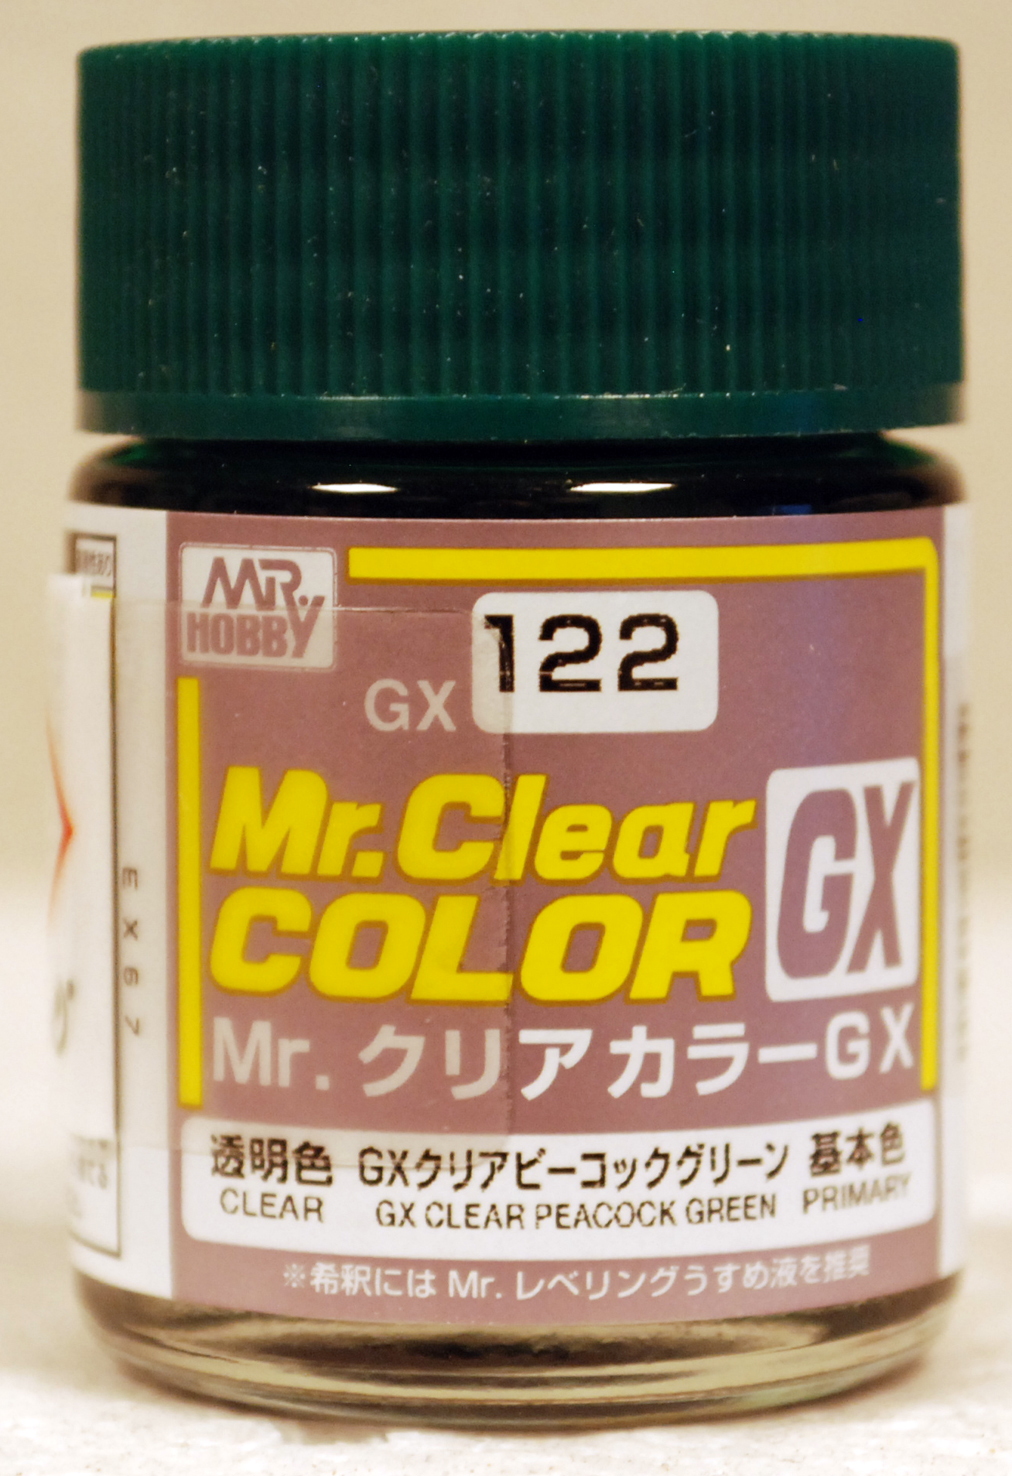 MR.
HOBBY
GX 122
Mr.Clear
COLOR GX
Mr. クリアカラーGX
透明色 GXクリアピーコックグリーン 基本色
CLEAR GX CLEAR PEACOCK GREEN PRIMARY
※希釈には Mr. レベリングうすめ液を推奨
EX67